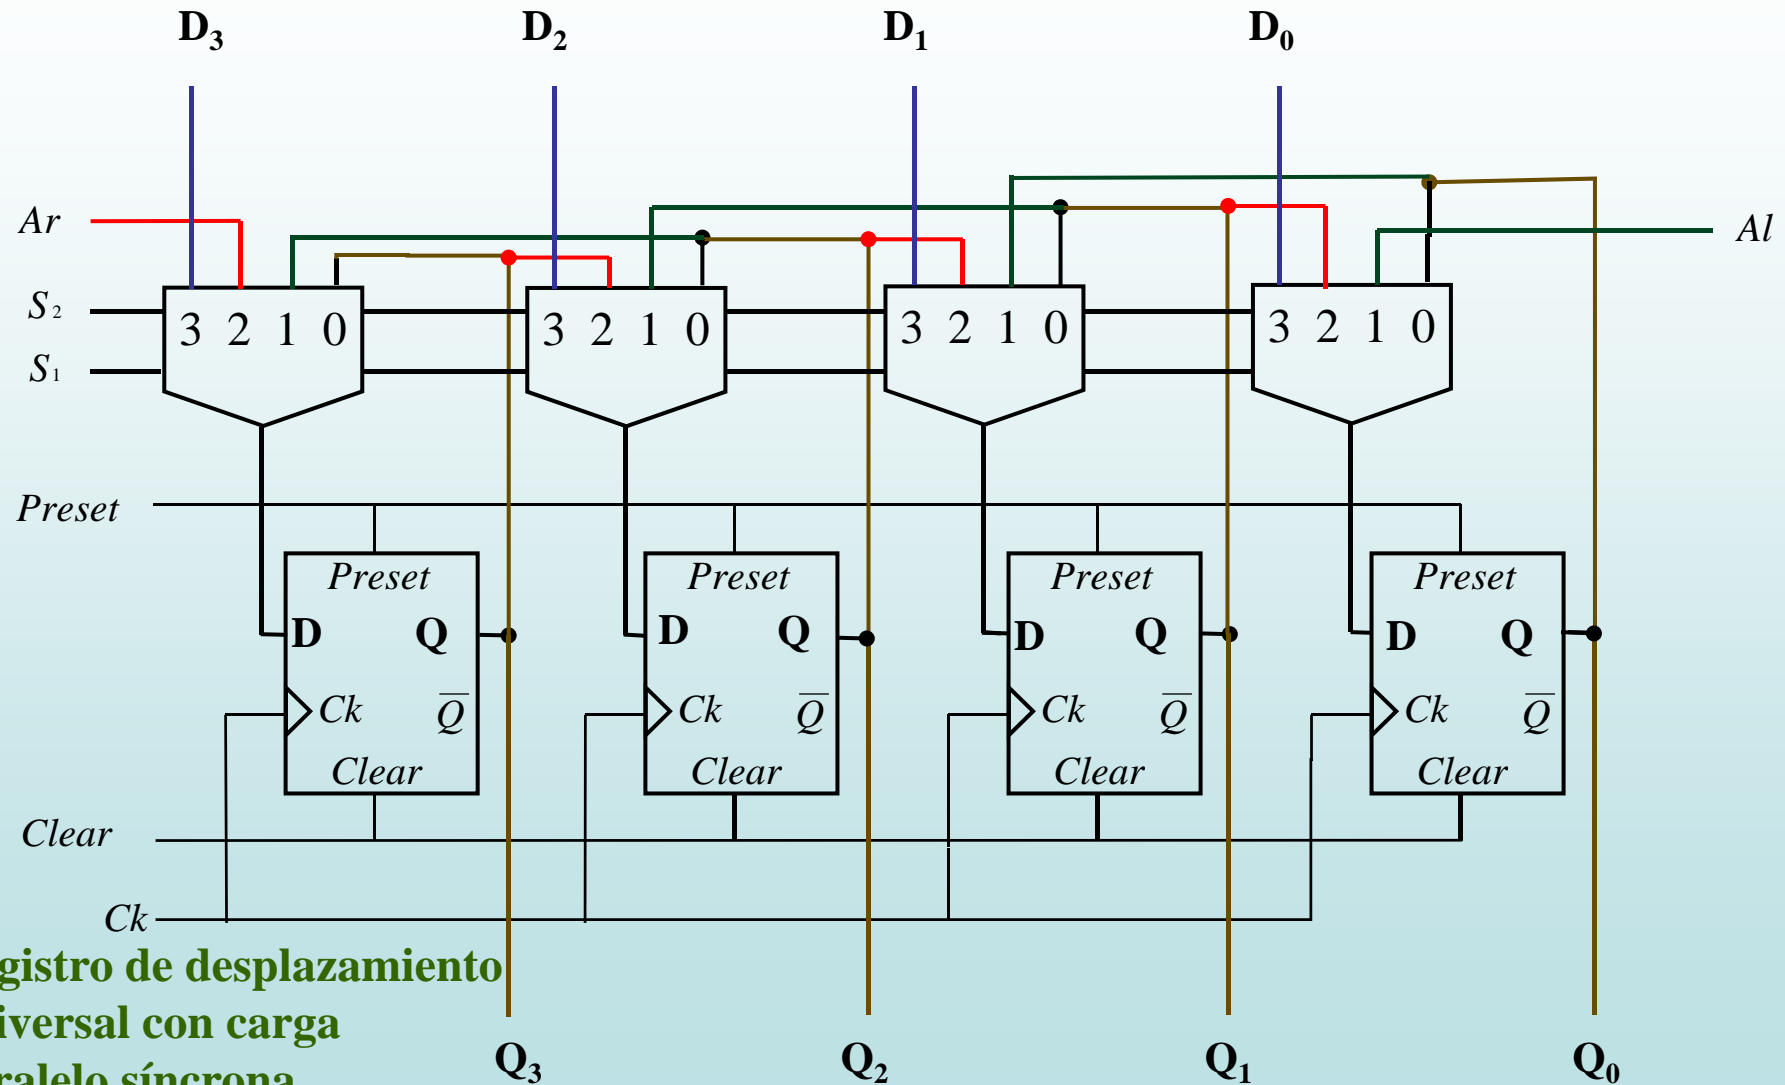 D3 D2 D1 D0
Ar Al
S2
3 2 1 0 3 2 1 0 3 2 1 0 3 2 1 0
S1
Preset
Preset Preset Preset Preset
D Q D Q D Q D Q
Ck Q̅ Ck Q̅ Ck Q̅ Ck Q̅
Clear Clear Clear Clear
Clear
Ck
gistro de desplazamiento
iversal con carga
ralelo síncrona
Q3 Q2 Q1 Q0